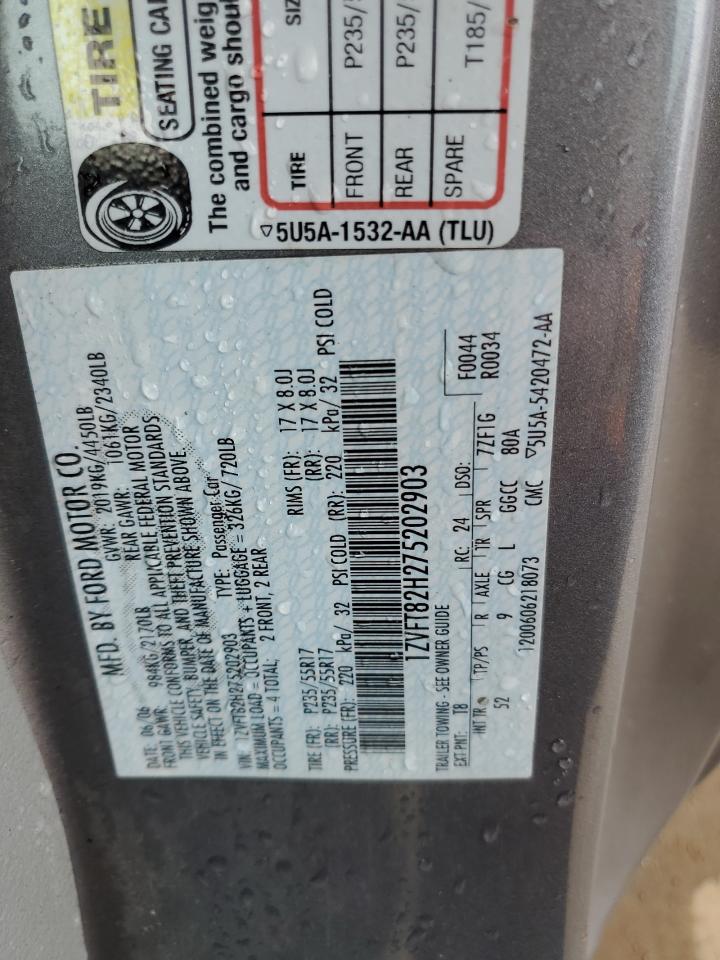 TIRE
SEATING CAP
The combined weig
and cargo shou
TIRE SIZ
FRONT P235/
REAR P235/
SPARE T185/
▽5U5A-1532-AA (TLU)
MFD. BY FORD MOTOR CO.
DATE: 06/06 GVWR: 2019KG/4450LB
FRONT GAWR: 984KG/2170LB REAR GAWR: 1061KG/2340LB
THIS VEHICLE CONFORMS TO ALL APPLICABLE FEDERAL MOTOR
VEHICLE SAFETY, BUMPER, AND THEFT PREVENTION STANDARDS
IN EFFECT ON THE DATE OF MANUFACTURE SHOWN ABOVE.
VIN: 1ZVFT82H275202903 TYPE: Passenger Car
MAXIMUM LOAD = OCCUPANTS + LUGGAGE = 326KG/720LB
OCCUPANTS = 4 TOTAL; 2 FRONT, 2 REAR
TIRE (FR): P235/55R17 RIMS (FR): 17 X 8.0J
(RR): P235/55R17 (RR): 17 X 8.0J
PRESSURE (FR): 220 kPa/ 32 PSI COLD (RR): 220 kPa/ 32 PSI COLD
1ZVFT82H275202903
TRAILER TOWING - SEE OWNER GUIDE
EXT PNT: T8 RC: 24 DSO: F0044
R0034
INT TR TP/PS R AXLE TR SPR 7ZF1G
52 9 CG L GGCC 80A
1200606218073 CMC ▽5U5A-5420472-AA